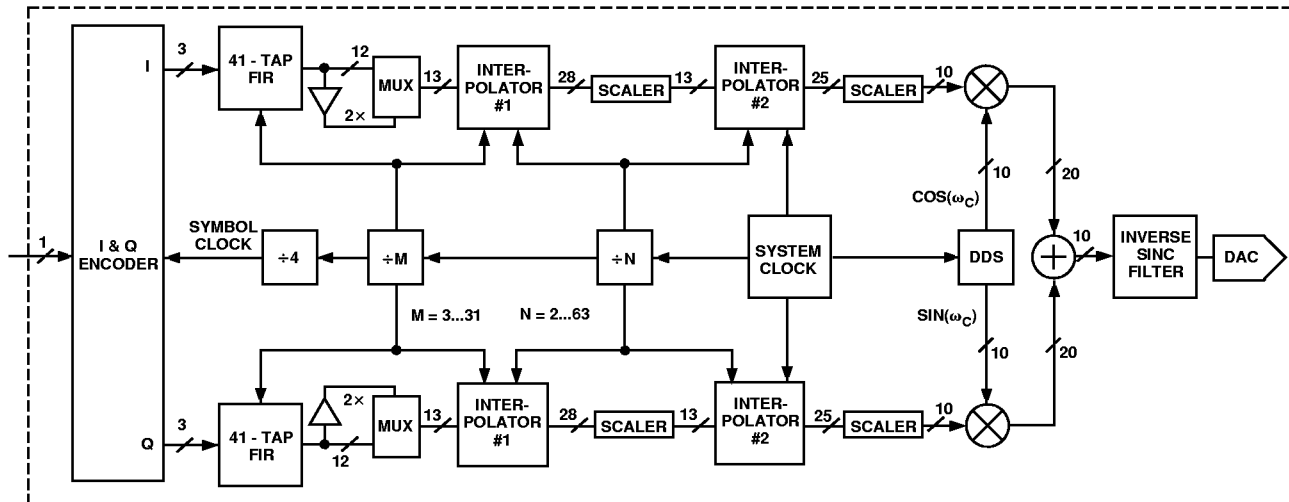 I
3
41 - TAP
FIR
12
2×
MUX
13
INTER-
POLATOR
#1
28
SCALER
13
INTER-
POLATOR
#2
25
SCALER
10
10
COS(ωC)
20
1
I & Q
ENCODER
SYMBOL
CLOCK
÷4
÷M
÷N
SYSTEM
CLOCK
DDS
10
INVERSE
SINC
FILTER
DAC
M = 3...31
N = 2...63
SIN(ωC)
10
20
Q
3
41 - TAP
FIR
2×
12
MUX
13
INTER-
POLATOR
#1
28
SCALER
13
INTER-
POLATOR
#2
25
SCALER
10